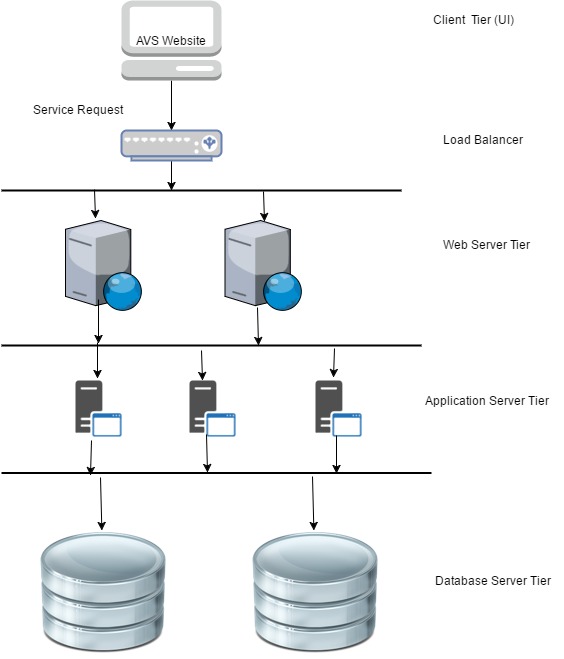 Client Tier (UI)
AVS Website
Service Request
Load Balancer
Web Server Tier
Application Server Tier
Database Server Tier